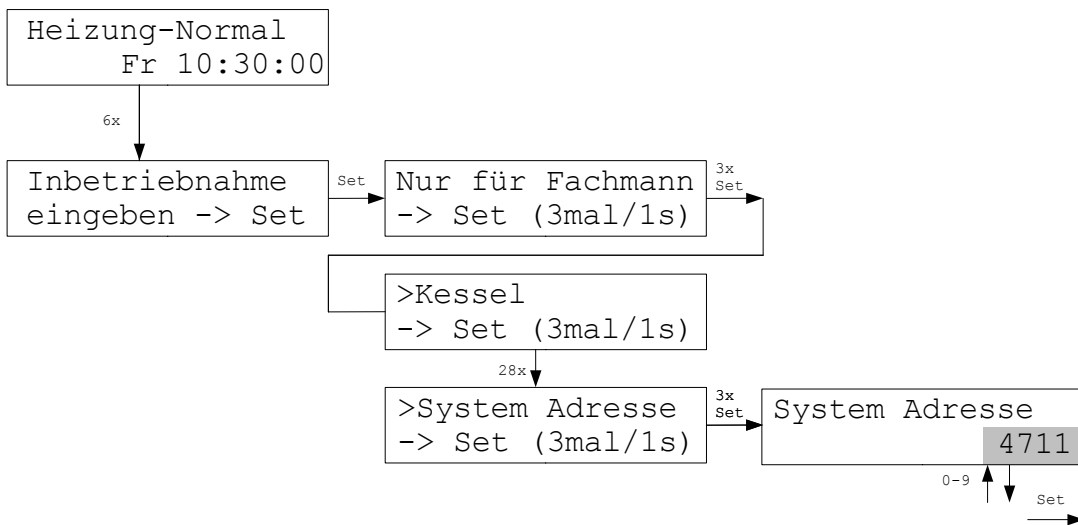 Heizung-Normal
Fr 10:30:00
6x
Inbetriebnahme
eingeben -> Set
Set
Nur für Fachmann
-> Set (3mal/1s)
3x
Set
>Kessel
-> Set (3mal/1s)
28x
>System Adresse
-> Set (3mal/1s)
3x
Set
System Adresse
4711
0-9
Set